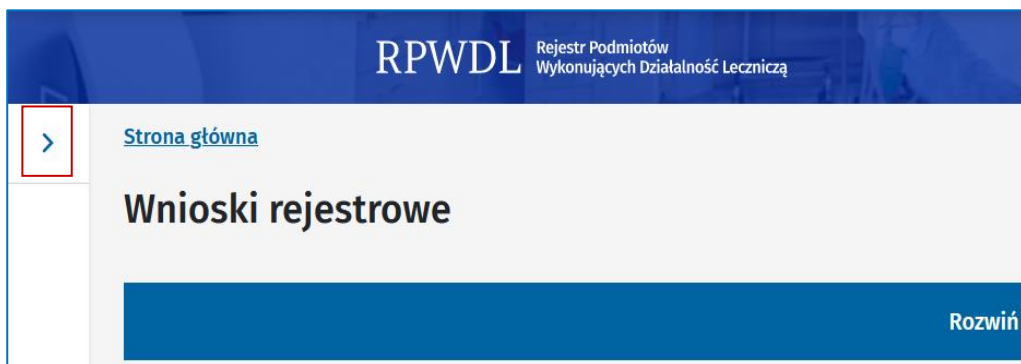 RPWDL
Rejestr Podmiotów
Wykonujących Działalność Leczniczą
Strona główna
Wnioski rejestrowe
Rozwiń